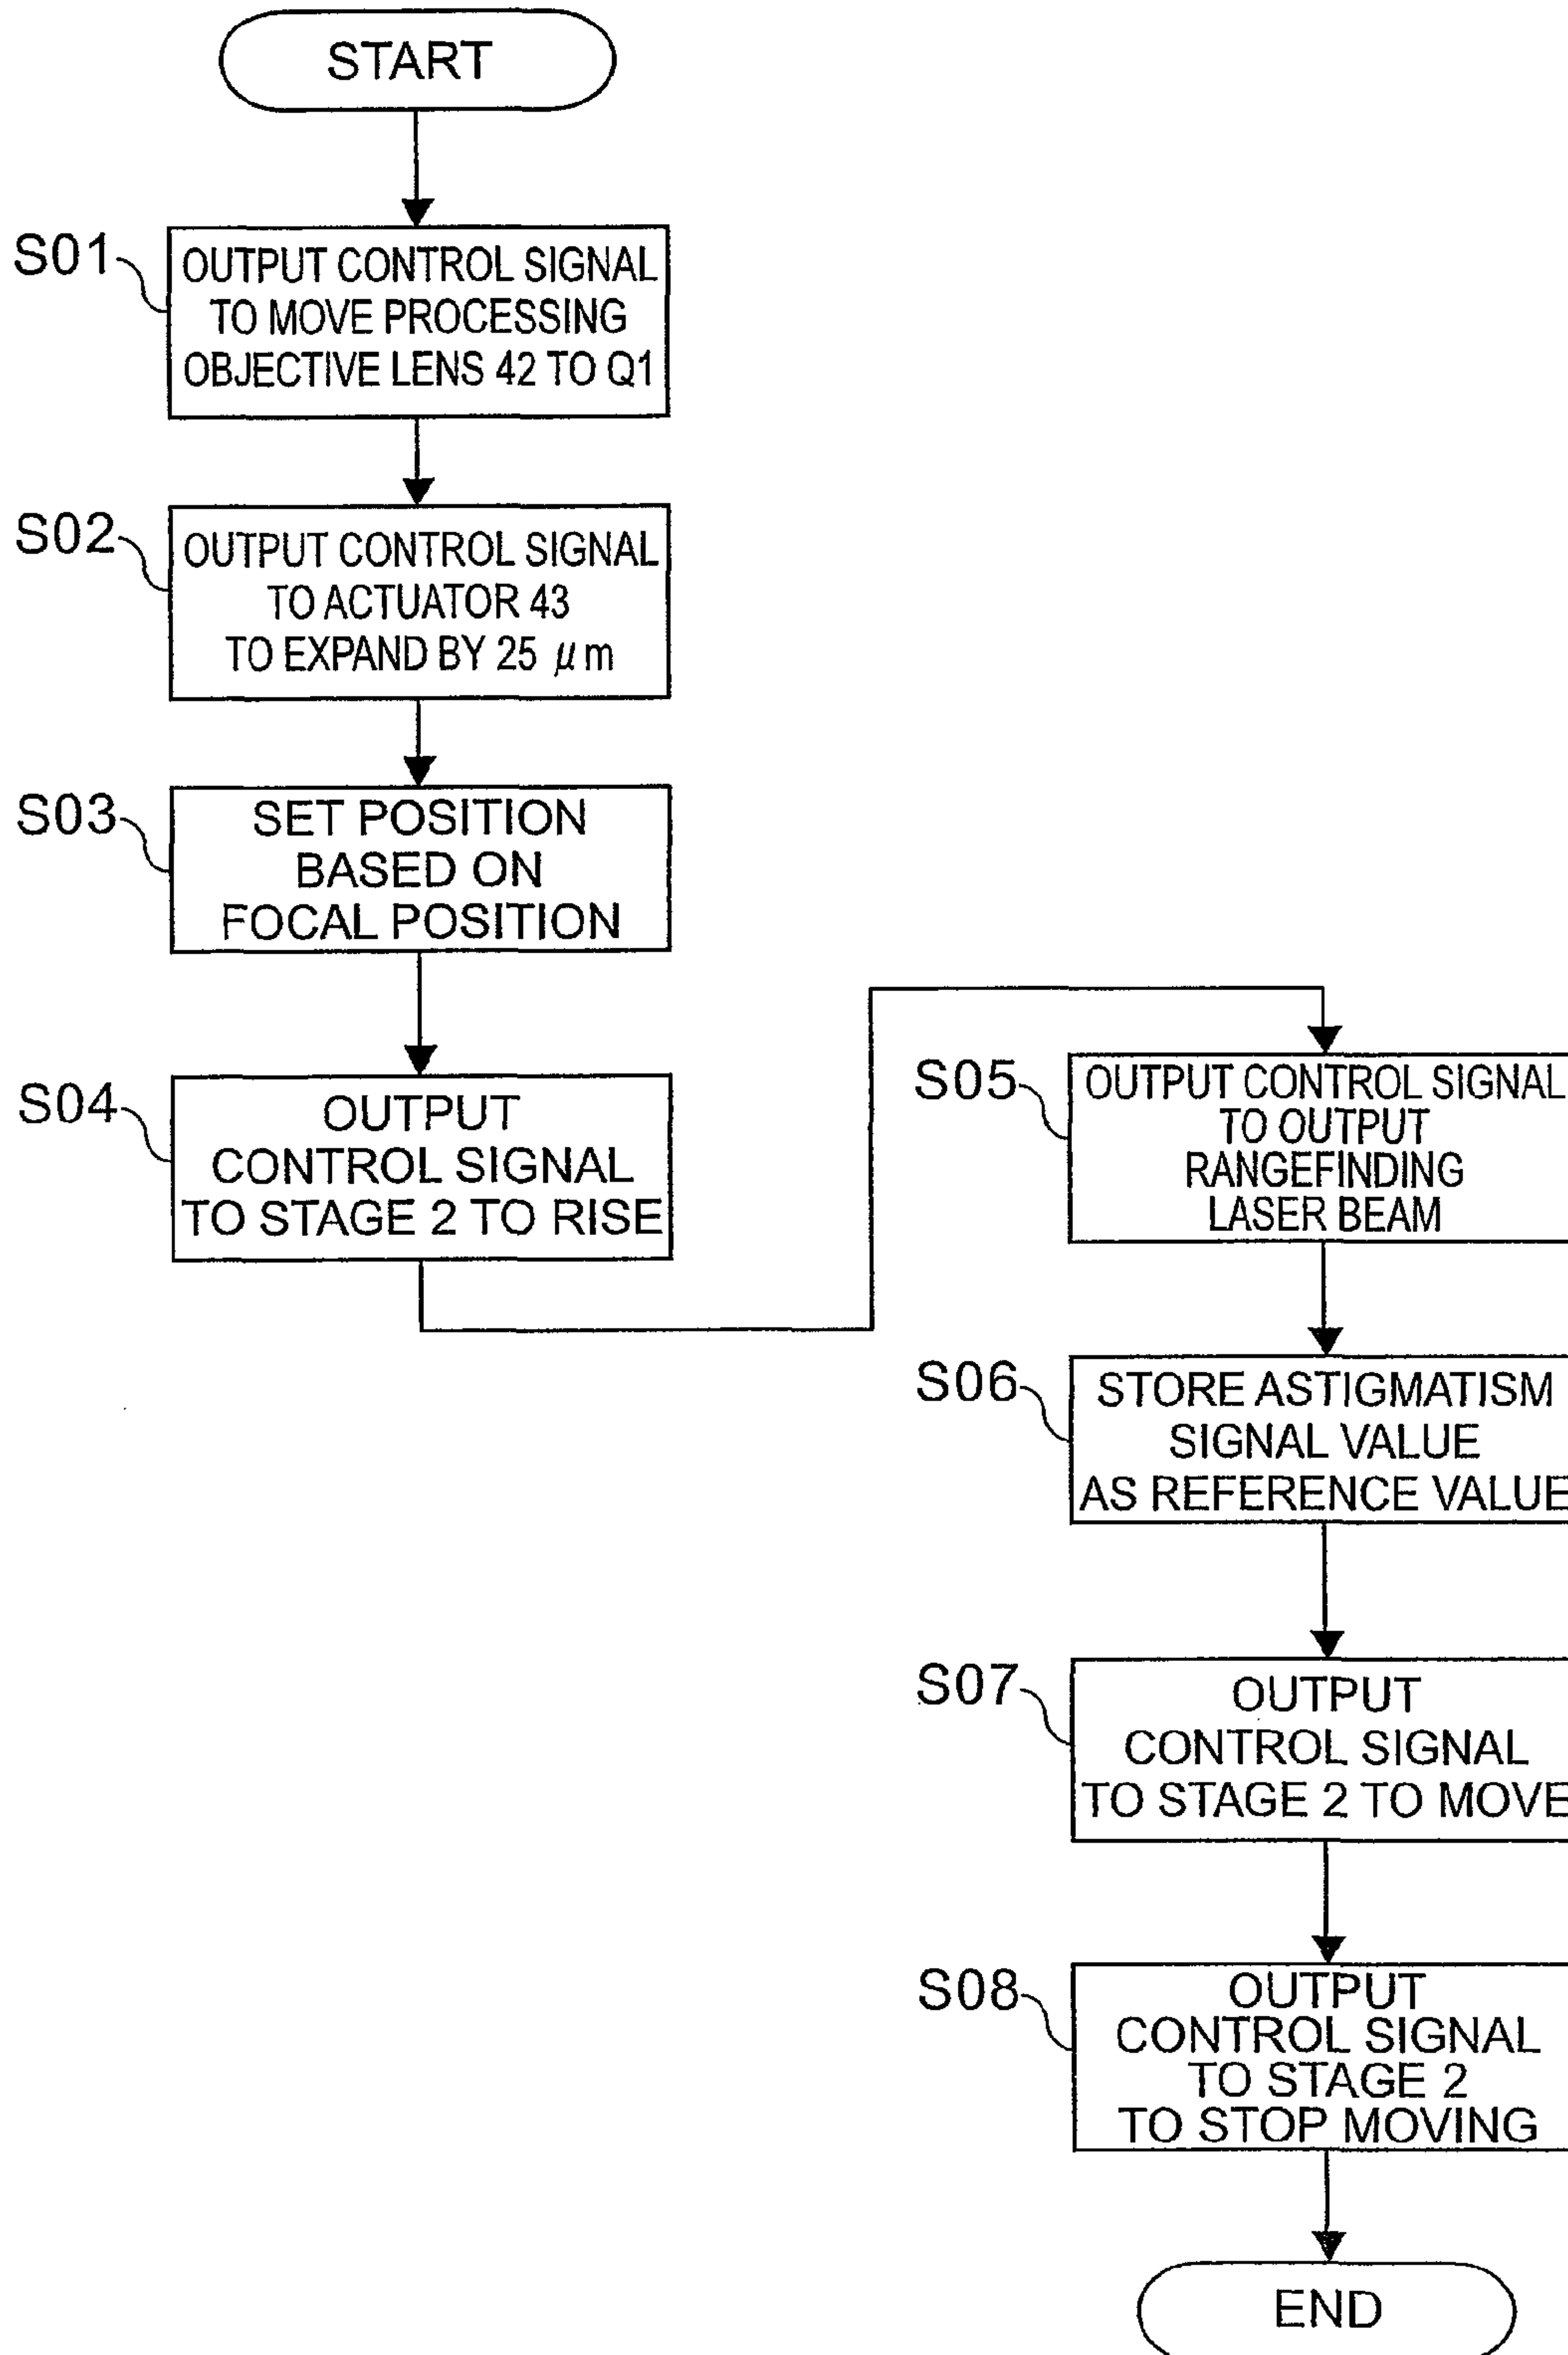 START
S01
OUTPUT CONTROL SIGNAL
TO MOVE PROCESSING
OBJECTIVE LENS 42 TO Q1
S02
OUTPUT CONTROL SIGNAL
TO ACTUATOR 43
TO EXPAND BY 25 μm
S03
SET POSITION
BASED ON
FOCAL POSITION
S04
OUTPUT
CONTROL SIGNAL
TO STAGE 2 TO RISE
S05
OUTPUT CONTROL SIGNAL
TO OUTPUT
RANGEFINDING
LASER BEAM
S06
STORE ASTIGMATISM
SIGNAL VALUE
AS REFERENCE VALUE
S07
OUTPUT
CONTROL SIGNAL
TO STAGE 2 TO MOVE
S08
OUTPUT
CONTROL SIGNAL
TO STAGE 2
TO STOP MOVING
END